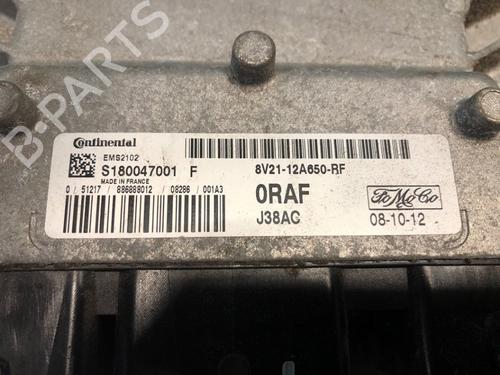 B-PARTS
Continental
EMS2102
S180047001 F
MADE IN FRANCE
0 / 51217 / 886888012 / 08286 / 001A3
8V21-12A650-RF
0RAF
J38AC
FoMoCo
08-10-12